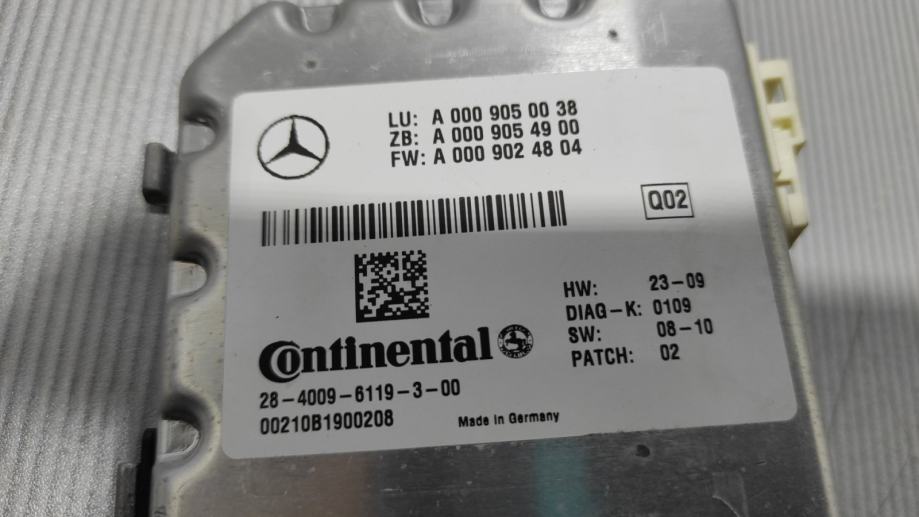 LU: A 000 905 00 38
ZB: A 000 905 49 00
FW: A 000 902 48 04
Q02
HW: 23-09
DIAG-K: 0109
SW: 08-10
PATCH: 02
Continental
28-4009-6119-3-00
00210B1900208
Made in Germany